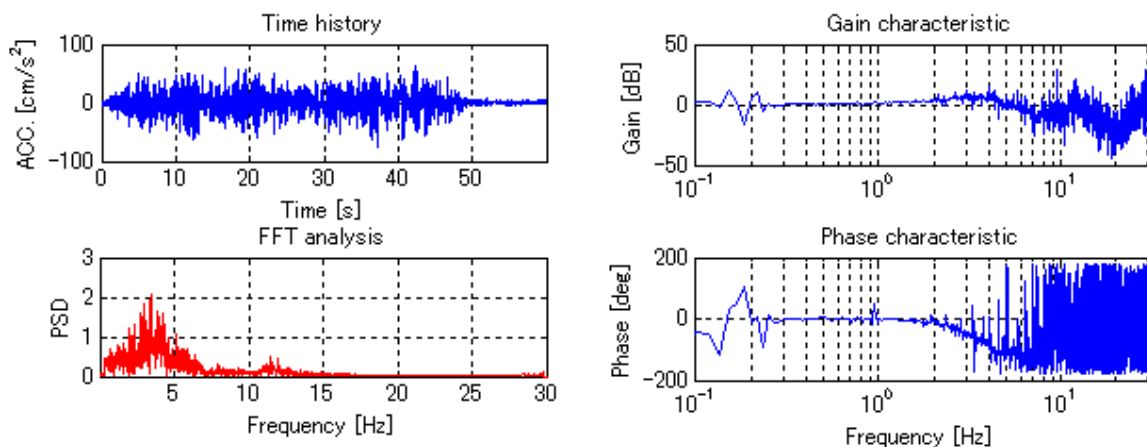 Time history
100
0
-100
ACC. [cm/s²]
0 10 20 30 40 50
Time [s]
FFT analysis
3
2
1
0
PSD
5 10 15 20 25 30
Frequency [Hz]
Gain characteristic
50
0
-50
Gain [dB]
10⁻¹ 10⁰ 10¹
Phase characteristic
200
0
-200
Phase [deg]
10⁻¹ 10⁰ 10¹
Frequency [Hz]